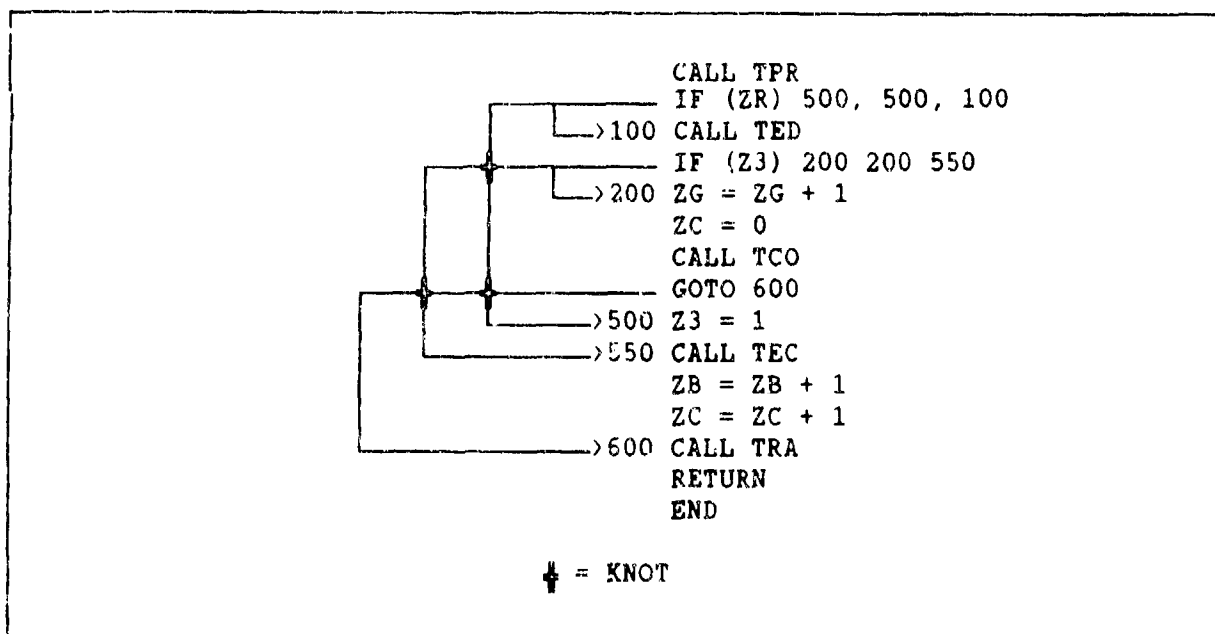 CALL TPR
IF (ZR) 500, 500, 100
>100 CALL TED
IF (Z3) 200 200 550
>200 ZG = ZG + 1
ZC = 0
CALL TCO
GOTO 600
>500 Z3 = 1
>550 CALL TEC
ZB = ZB + 1
ZC = ZC + 1
>600 CALL TRA
RETURN
END
= KNOT